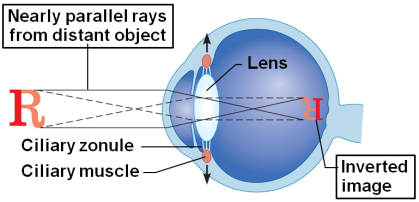 Nearly parallel rays
from distant object
R
Lens
R
Ciliary zonule
Ciliary muscle
Inverted
image